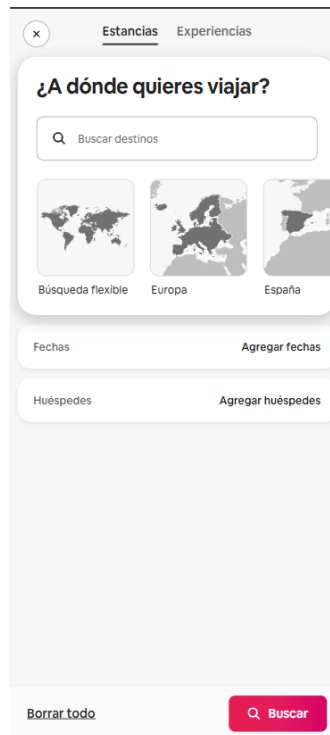 Estancias Experiencias
¿A dónde quieres viajar?
Buscar destinos
Búsqueda flexible Europa España
Fechas Agregar fechas
Huéspedes Agregar huéspedes
Borrar todo Buscar